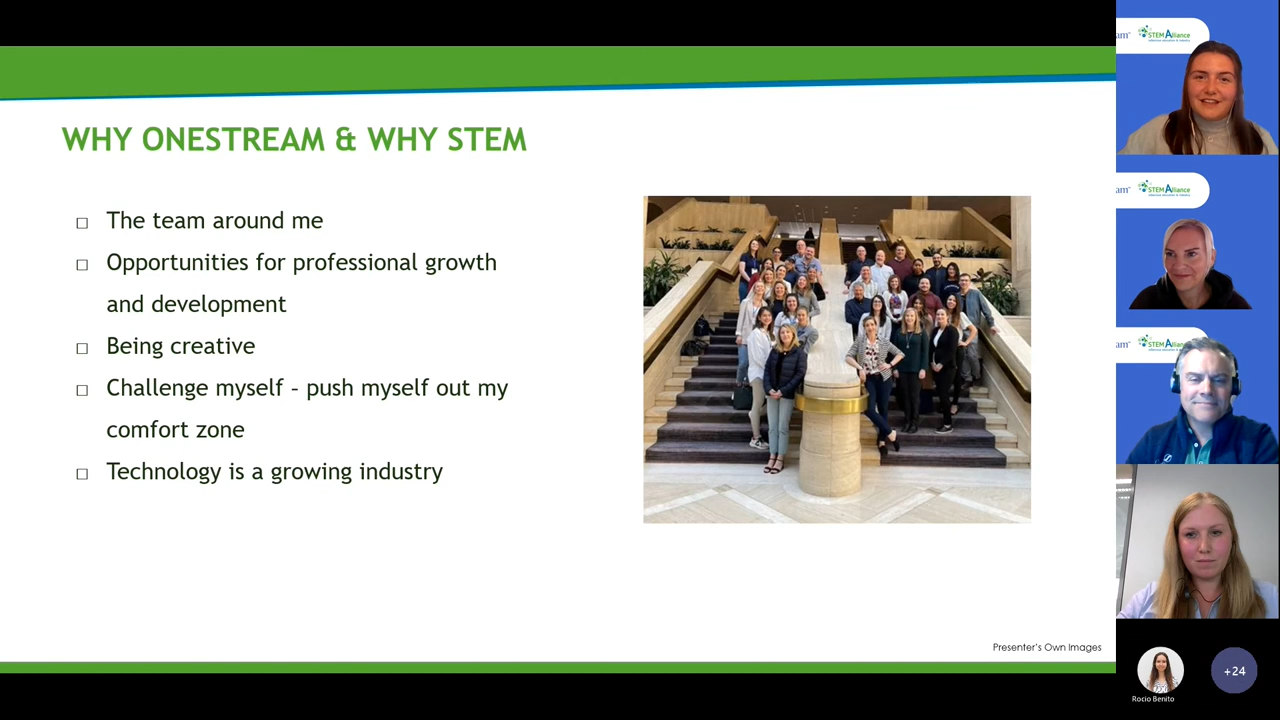 WHY ONESTREAM & WHY STEM
The team around me
Opportunities for professional growth
and development
Being creative
Challenge myself – push myself out my
comfort zone
Technology is a growing industry
Presenter's Own Images
STEM Alliance
STEM Alliance
STEM Alliance
Rocio Benito
+24